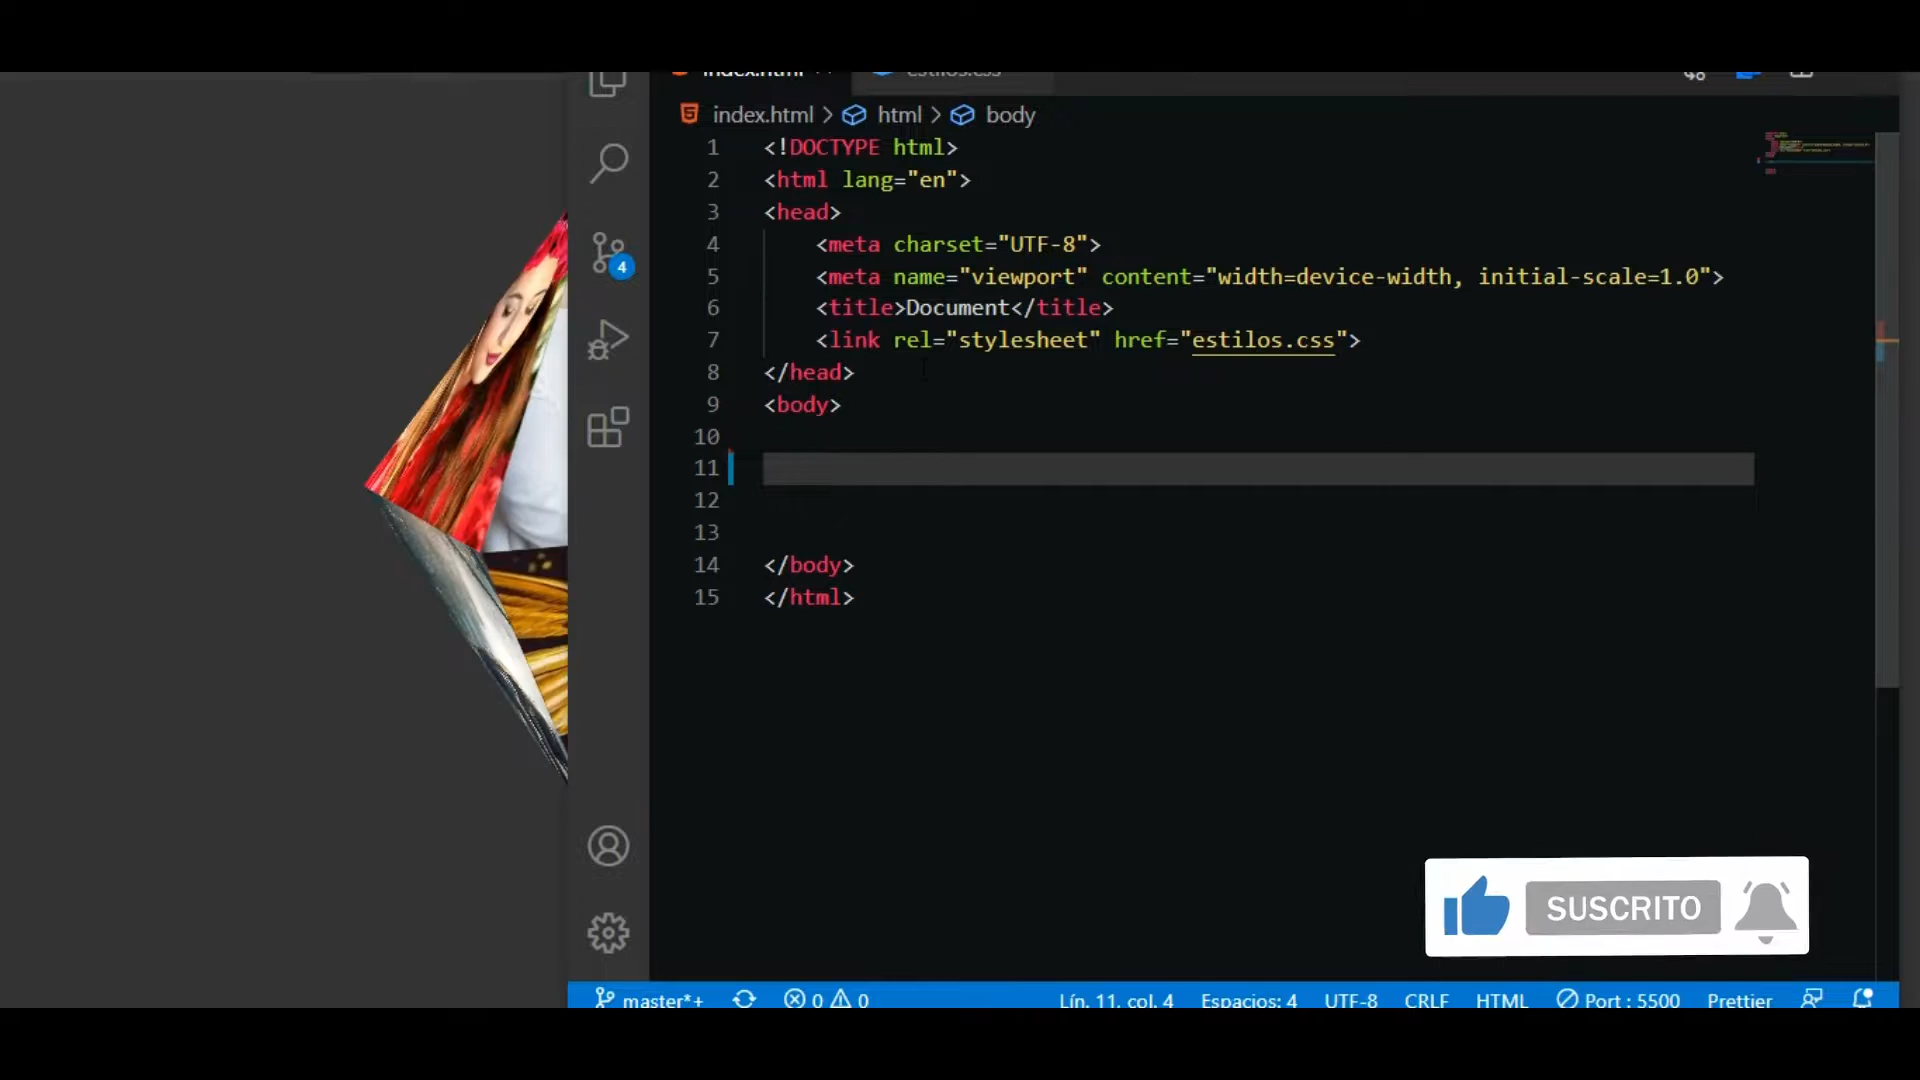 index.html estilos.css
index.html > html > body
1 <!DOCTYPE html>
2 <html lang="en">
3 <head>
4 <meta charset="UTF-8">
5 <meta name="viewport" content="width=device-width, initial-scale=1.0">
6 <title>Document</title>
7 <link rel="stylesheet" href="estilos.css">
8 </head>
9 <body>
10
11
12
13
14 </body>
15 </html>
4
SUSCRITO
master*+ 0 0 Lín. 11, col. 4 Espacios: 4 UTF-8 CRLF HTML Port : 5500 Prettier